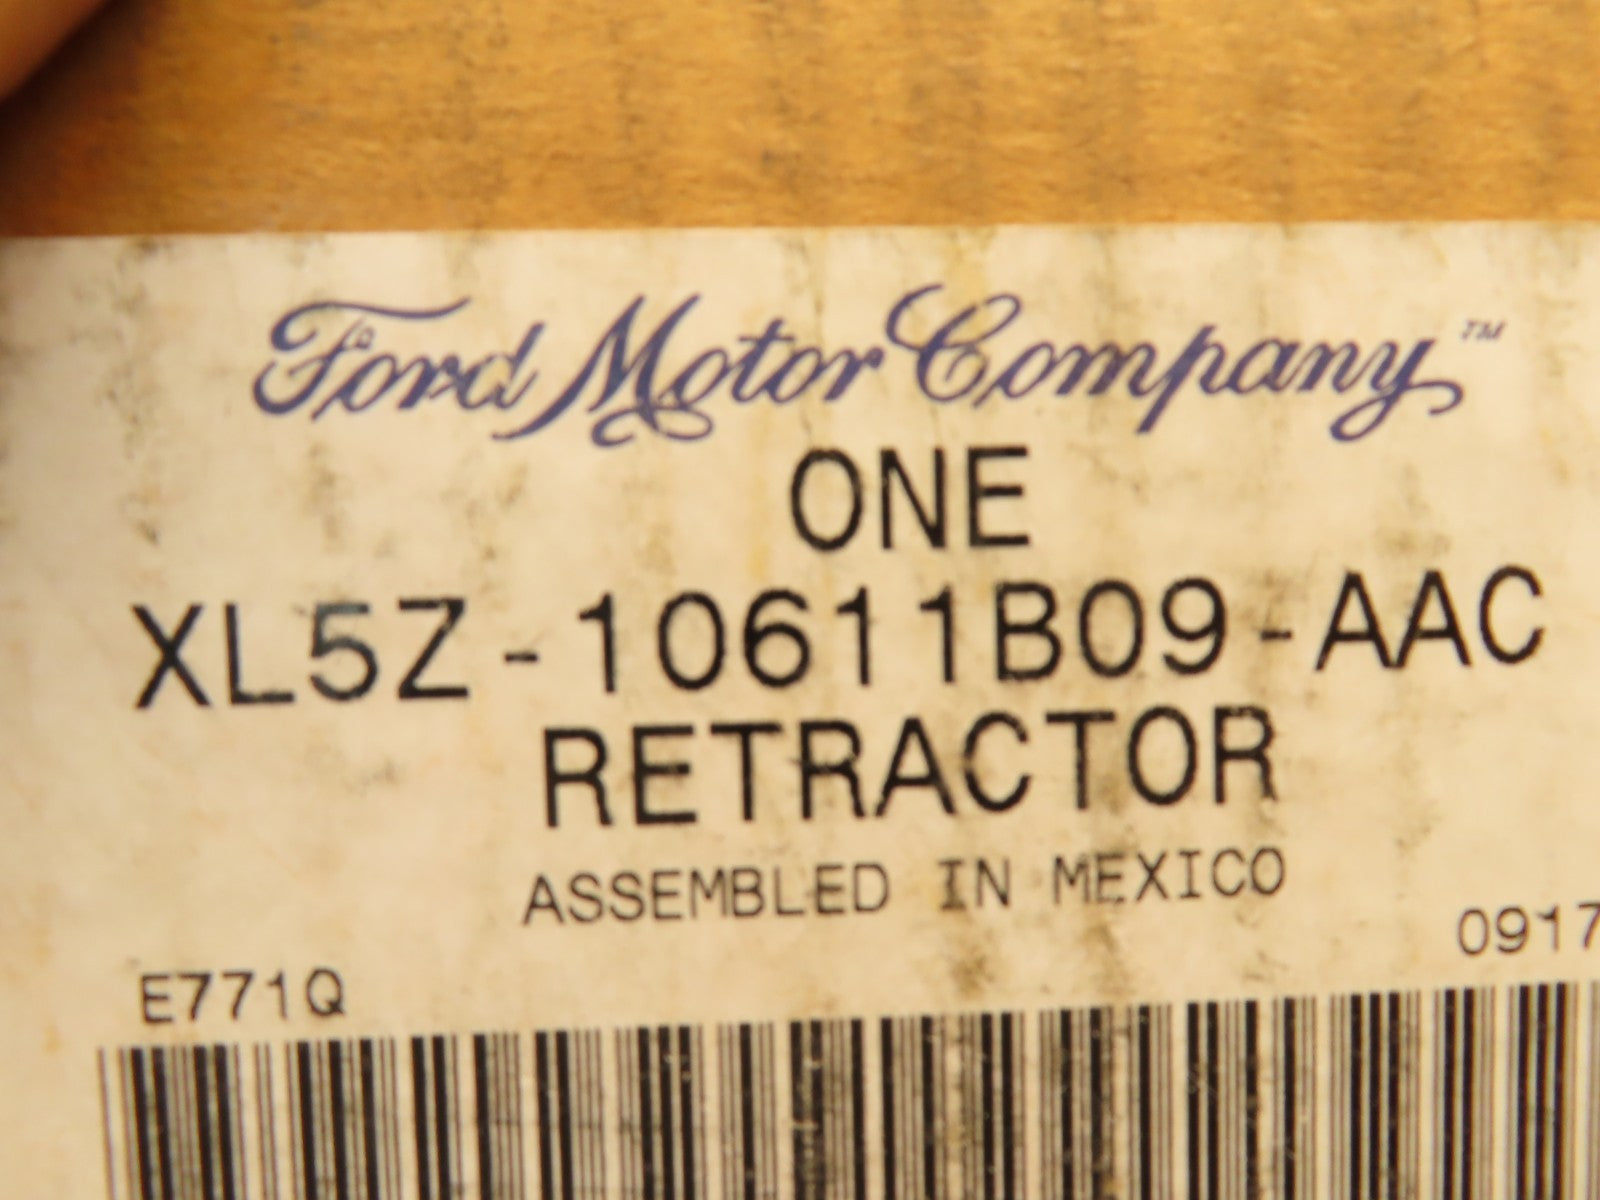 Ford Motor Company™
ONE
XL5Z-10611B09-AAC
RETRACTOR
ASSEMBLED IN MEXICO
0917
E771Q